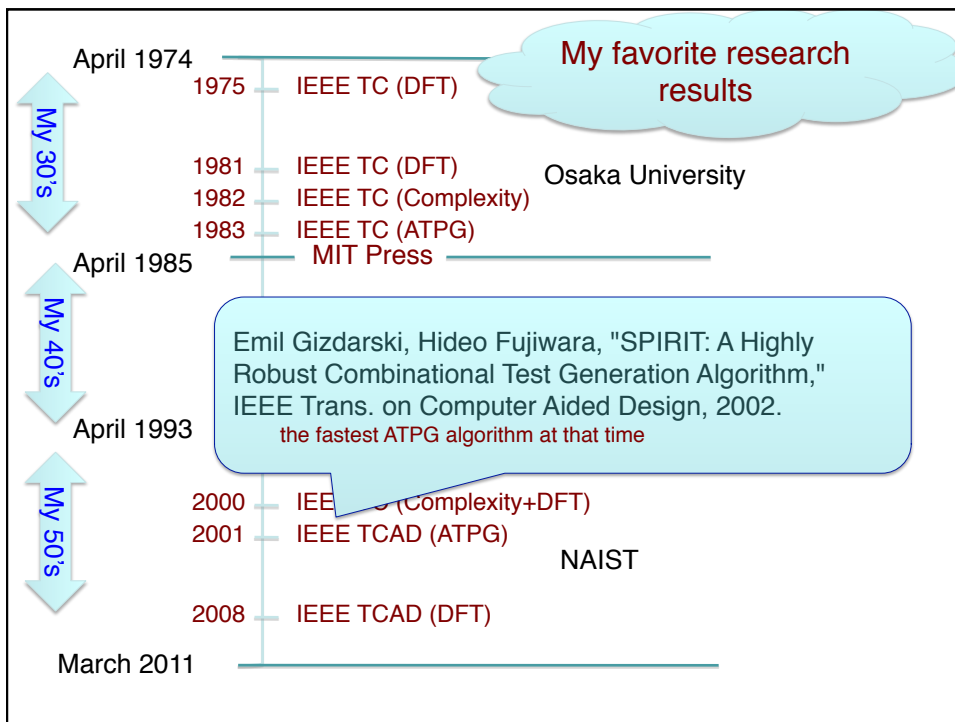 My favorite research
results
April 1974
1975 IEEE TC (DFT)
My 30's
1981 IEEE TC (DFT)
Osaka University
1982 IEEE TC (Complexity)
1983 IEEE TC (ATPG)
MIT Press
April 1985
My 40's
Emil Gizdarski, Hideo Fujiwara, "SPIRIT: A Highly
Robust Combinational Test Generation Algorithm,"
IEEE Trans. on Computer Aided Design, 2002.
the fastest ATPG algorithm at that time
April 1993
My 50's
2000 (Complexity+DFT)
2001 IEEE TCAD (ATPG)
NAIST
2008 IEEE TCAD (DFT)
March 2011